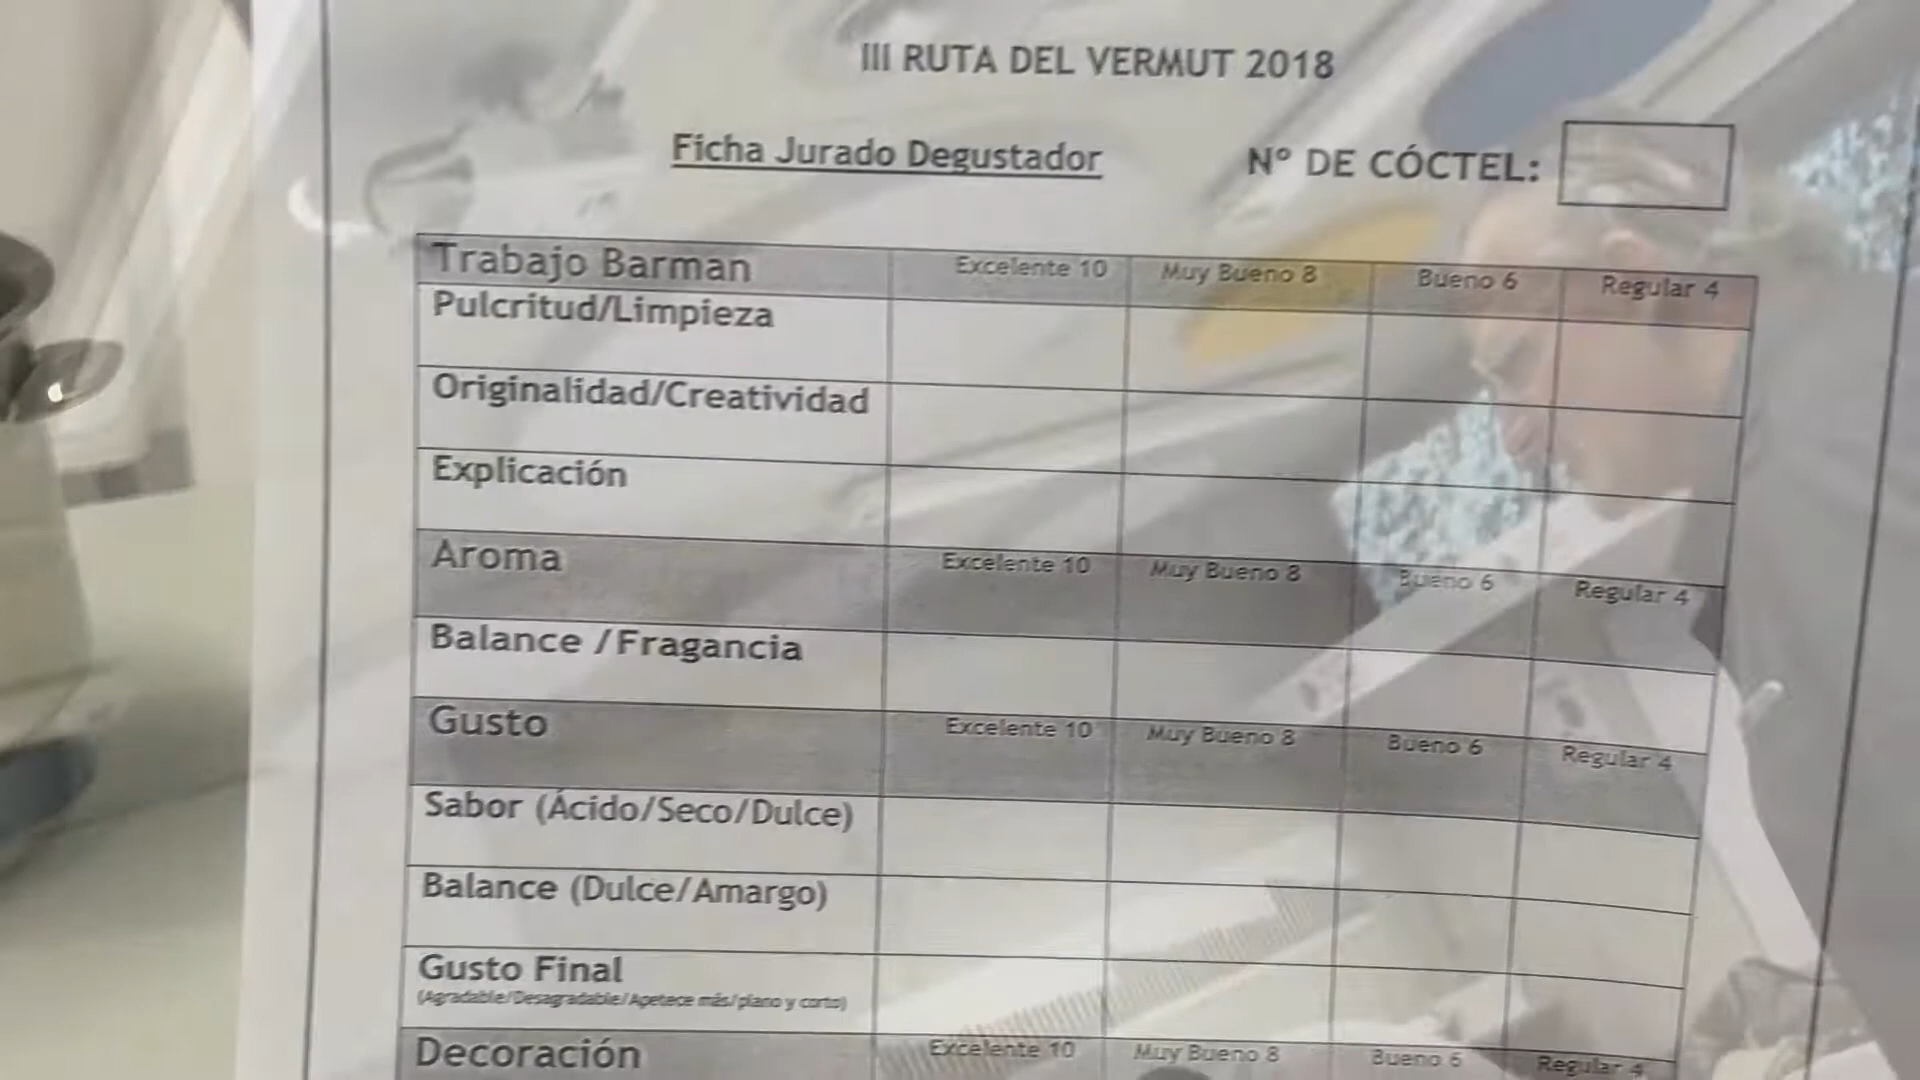 III RUTA DEL VERMUT 2018
Ficha Jurado Degustador Nº DE CÓCTEL:
Trabajo Barman Excelente 10 Muy Bueno 8 Bueno 6 Regular 4
Pulcritud/Limpieza
Originalidad/Creatividad
Explicación
Aroma Excelente 10 Muy Bueno 8 Bueno 6 Regular 4
Balance /Fragancia
Gusto Excelente 10 Muy Bueno 8 Bueno 6 Regular 4
Sabor (Ácido/Seco/Dulce)
Balance (Dulce/Amargo)
Gusto Final
(Agradable/Desagradable/Apetece más/plano y corto)
Decoración Excelente 10 Muy Bueno 8 Bueno 6 Regular 4